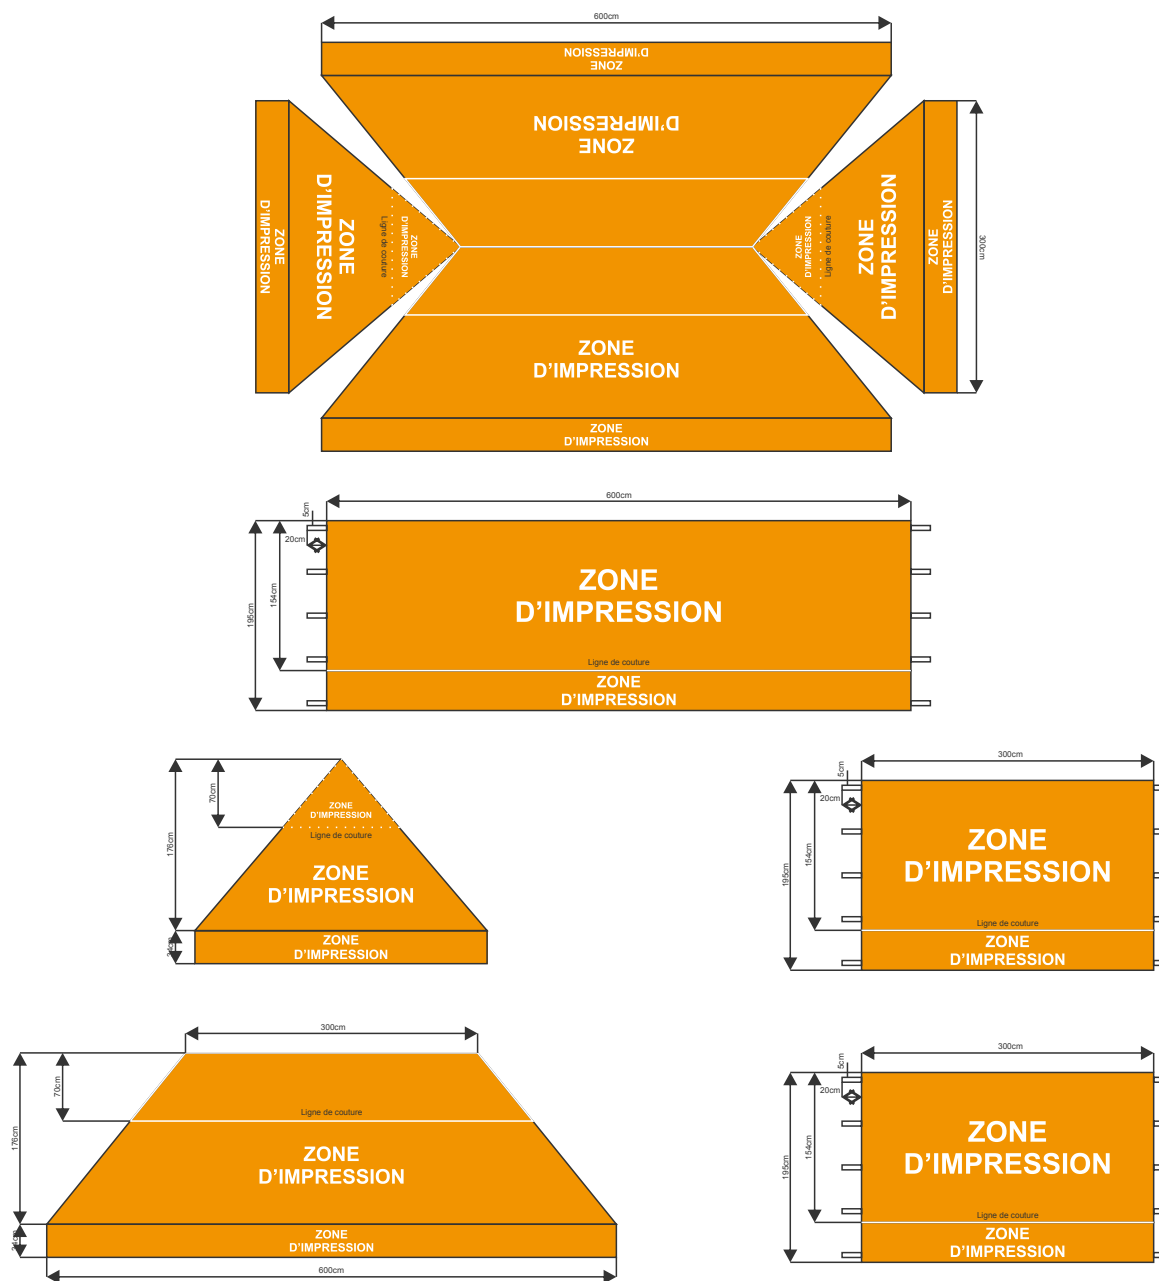 600cm
ZONE
D'IMPRESSION
ZONE
D'IMPRESSION
ZONE
D'IMPRESSION
ZONE
D'IMPRESSION
Ligne de couture
ZONE
D'IMPRESSION
ZONE
D'IMPRESSION
Ligne de couture
ZONE
D'IMPRESSION
ZONE
D'IMPRESSION
300cm
ZONE
D'IMPRESSION
ZONE
D'IMPRESSION
600cm
5cm
20cm
154cm
195cm
ZONE
D'IMPRESSION
Ligne de couture
ZONE
D'IMPRESSION
70cm
176cm
ZONE
D'IMPRESSION
Ligne de couture
ZONE
D'IMPRESSION
34cm
ZONE
D'IMPRESSION
300cm
5cm
20cm
154cm
195cm
ZONE
D'IMPRESSION
Ligne de couture
ZONE
D'IMPRESSION
300cm
70cm
176cm
Ligne de couture
ZONE
D'IMPRESSION
34cm
ZONE
D'IMPRESSION
600cm
300cm
5cm
20cm
154cm
195cm
ZONE
D'IMPRESSION
Ligne de couture
ZONE
D'IMPRESSION